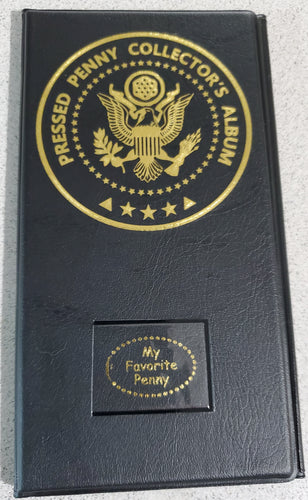 PRESSED PENNY COLLECTOR'S ALBUM
My
Favorite
Penny